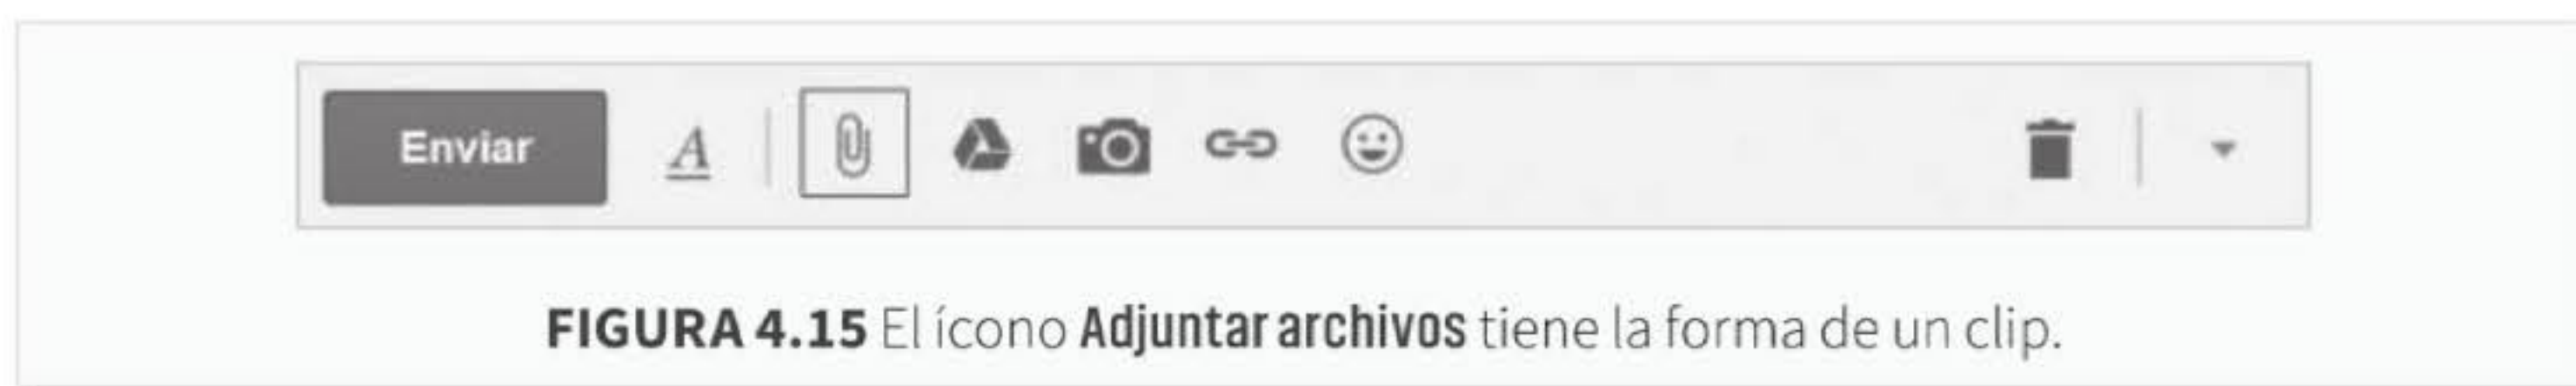 Enviar A
FIGURA 4.15 El ícono Adjuntar archivos tiene la forma de un clip.